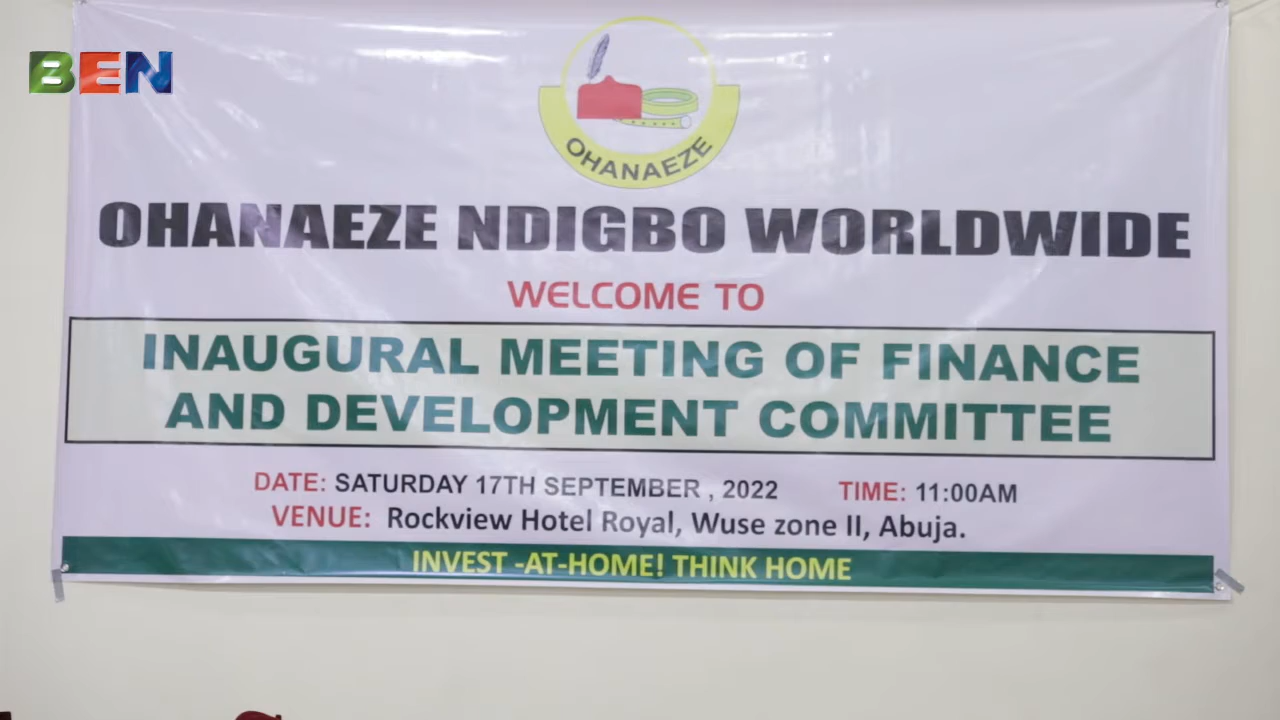 BEN
OHANAEZE
OHANAEZE NDIGBO WORLDWIDE
WELCOME TO
INAUGURAL MEETING OF FINANCE
AND DEVELOPMENT COMMITTEE
DATE: SATURDAY 17TH SEPTEMBER , 2022 TIME: 11:00AM
VENUE: Rockview Hotel Royal, Wuse zone II, Abuja.
INVEST -AT-HOME! THINK HOME